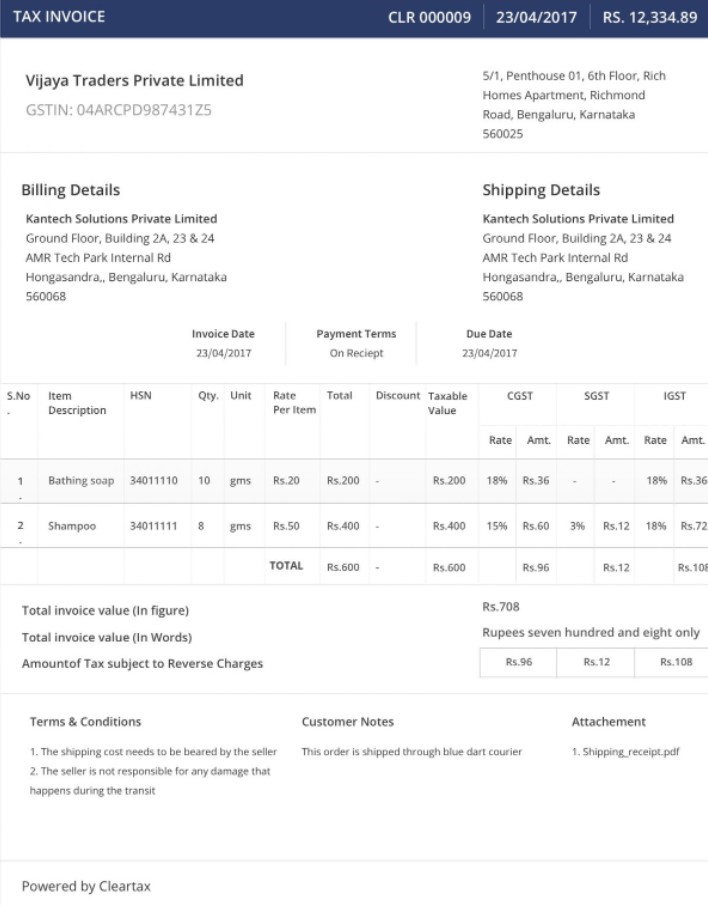 TAX INVOICE CLR 000009 23/04/2017 RS. 12,334.89
Vijaya Traders Private Limited
GSTIN: 04ARCPD987431Z5
5/1, Penthouse 01, 6th Floor, Rich
Homes Apartment, Richmond
Road, Bengaluru, Karnataka
560025
Billing Details
Kantech Solutions Private Limited
Ground Floor, Building 2A, 23 & 24
AMR Tech Park Internal Rd
Hongasandra,, Bengaluru, Karnataka
560068
Shipping Details
Kantech Solutions Private Limited
Ground Floor, Building 2A, 23 & 24
AMR Tech Park Internal Rd
Hongasandra,, Bengaluru, Karnataka
560068
Invoice Date Payment Terms Due Date
23/04/2017 On Reciept 23/04/2017
S.No. Item Description HSN Qty. Unit Rate Per Item Total Discount Taxable Value CGST SGST IGST
Rate Amt. Rate Amt. Rate Amt.
1. Bathing soap 34011110 10 gms Rs.20 Rs.200 - Rs.200 18% Rs.36 - - 18% Rs.36
2. Shampoo 34011111 8 gms Rs.50 Rs.400 - Rs.400 15% Rs.60 3% Rs.12 18% Rs.72
TOTAL Rs.600 - Rs.600 Rs.96 Rs.12 Rs.108
Total invoice value (In figure) Rs.708
Total invoice value (In Words) Rupees seven hundred and eight only
Amountof Tax subject to Reverse Charges Rs.96 Rs.12 Rs.108
Terms & Conditions
1. The shipping cost needs to be beared by the seller
2. The seller is not responsible for any damage that
happens during the transit
Customer Notes
This order is shipped through blue dart courier
Attachement
1. Shipping_receipt.pdf
Powered by Cleartax